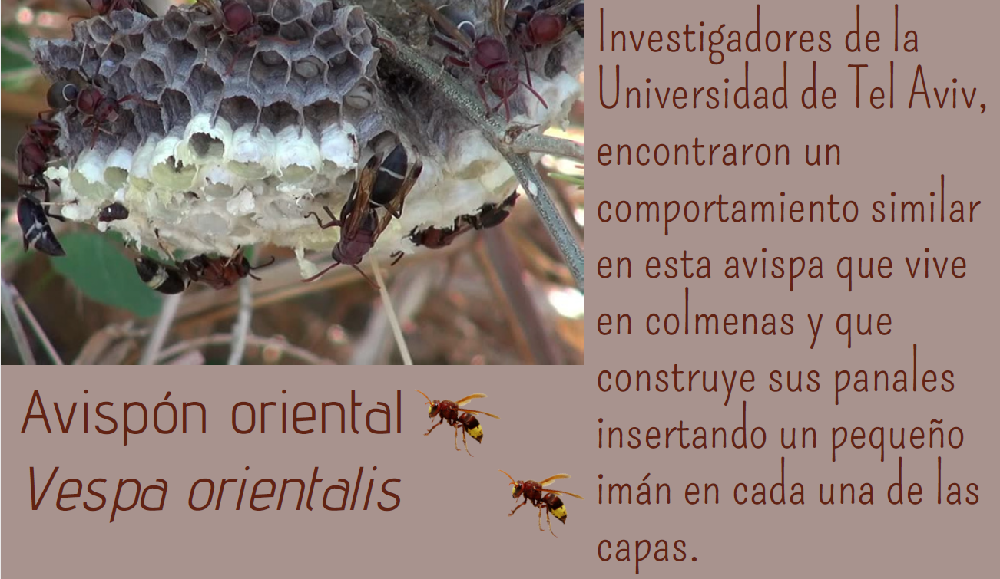 Investigadores de la
Universidad de Tel Aviv,
encontraron un
comportamiento similar
en esta avispa que vive
en colmenas y que
construye sus panales
insertando un pequeño
imán en cada una de las
capas.
Avispón oriental
Vespa orientalis